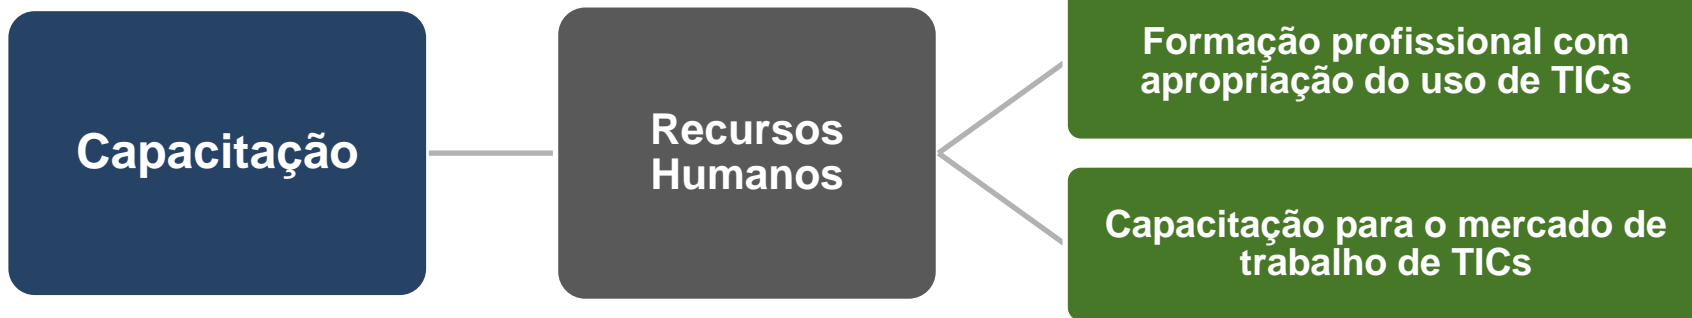 Capacitação
Recursos
Humanos
Formação profissional com
apropriação do uso de TICs
Capacitação para o mercado de
trabalho de TICs